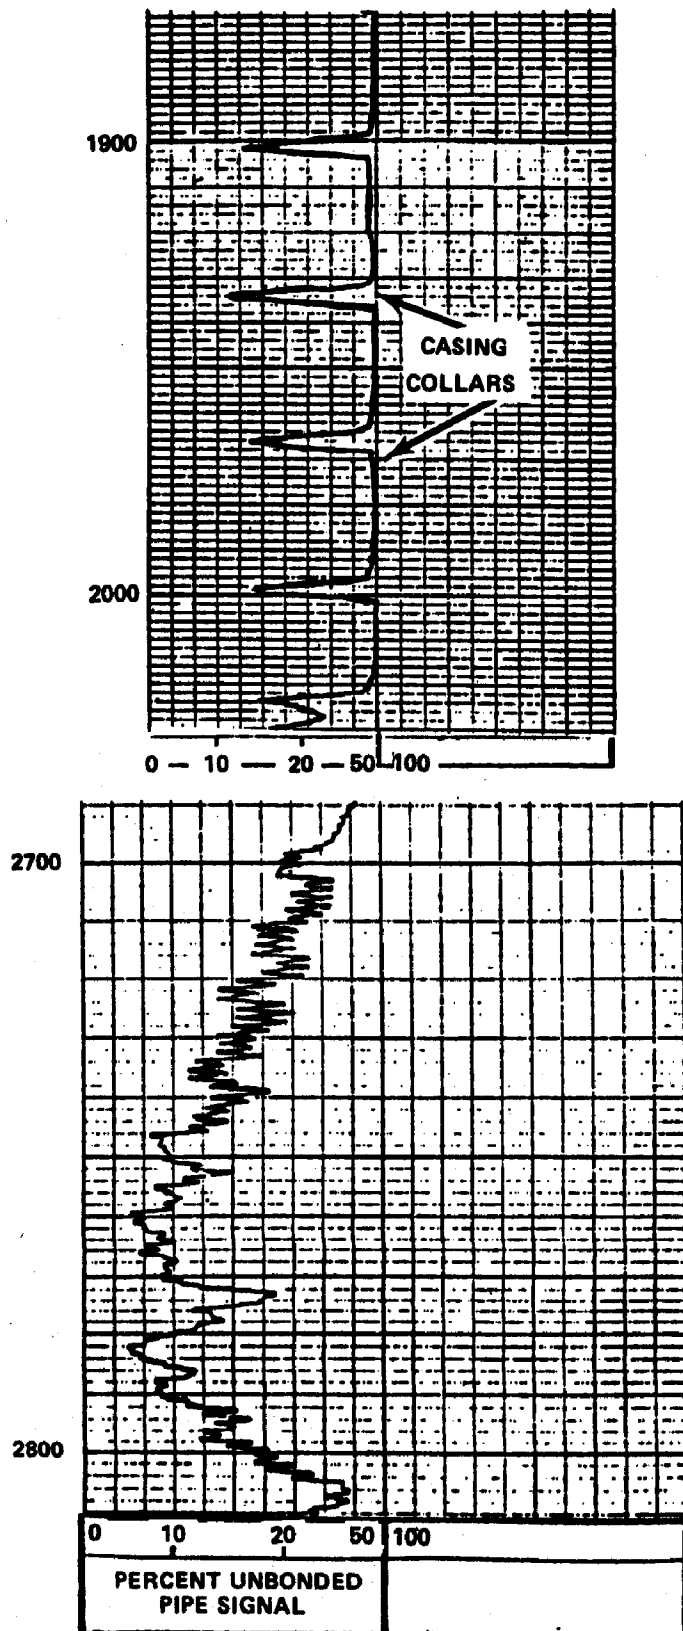 1900
CASING
COLLARS
2000
0 — 10 — 20 — 50 100
2700
2800
0 10 20 50 100
PERCENT UNBONDED
PIPE SIGNAL